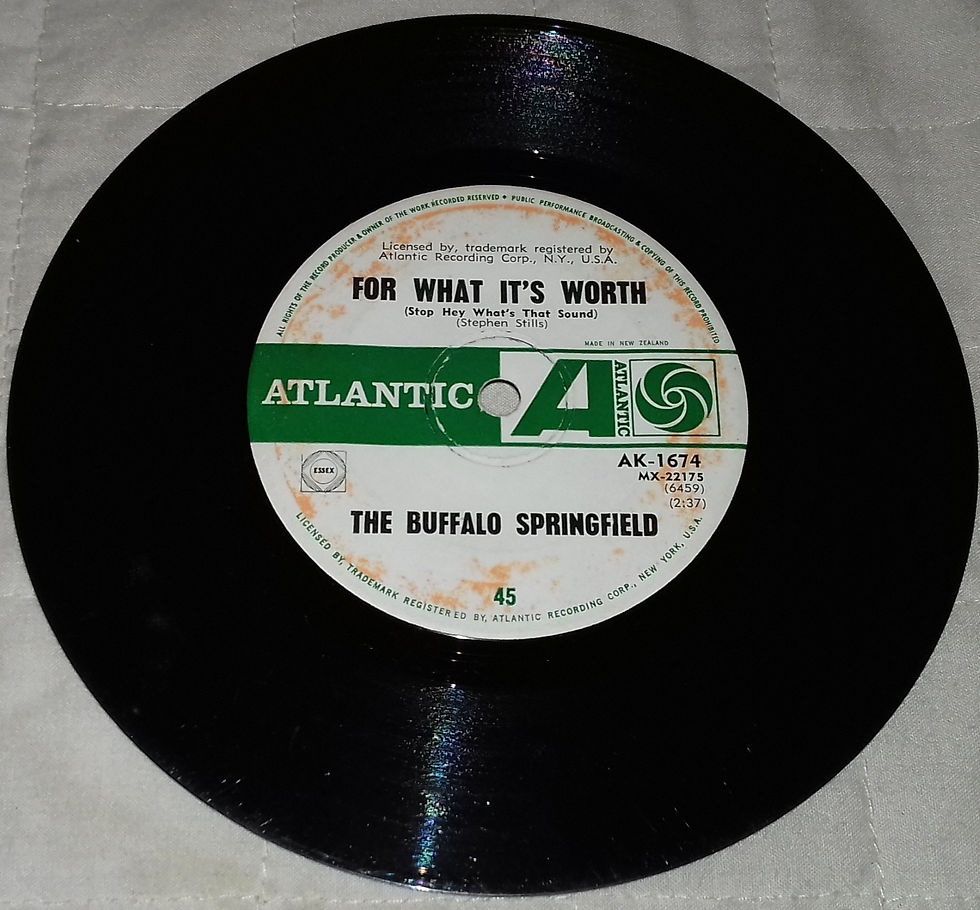 ALL RIGHTS OF THE RECORD PRODUCER & OWNER OF THE WORK RECORDED RESERVED • PUBLIC PERFORMANCE BROADCASTING & COPYING OF THIS RECORD PROHIBITED
Licensed by, trademark registered by
Atlantic Recording Corp., N.Y., U.S.A.
FOR WHAT IT'S WORTH
(Stop Hey What's That Sound)
(Stephen Stills)
MADE IN NEW ZEALAND
ATLANTIC
A
ATLANTIC
ESSEX
AK-1674
MX-22175
(6459)
(2:37)
THE BUFFALO SPRINGFIELD
45
LICENSED BY, TRADEMARK REGISTERED BY, ATLANTIC RECORDING CORP., NEW YORK, U.S.A.